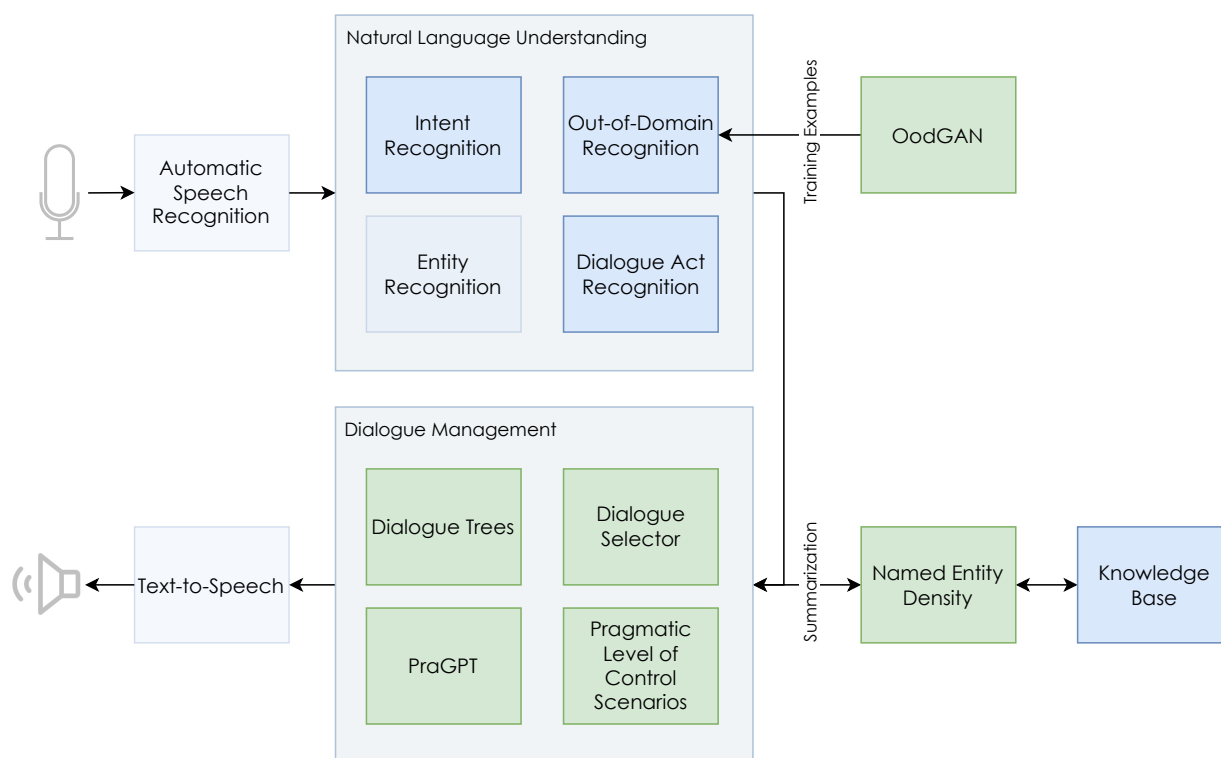 Natural Language Understanding
Intent
Recognition
Out-of-Domain
Recognition
Training Examples
OodGAN
Automatic
Speech
Recognition
Entity
Recognition
Dialogue Act
Recognition
Dialogue Management
Dialogue Trees
Dialogue
Selector
Text-to-Speech
Summarization
Named Entity
Density
Knowledge
Base
PraGPT
Pragmatic
Level of
Control
Scenarios